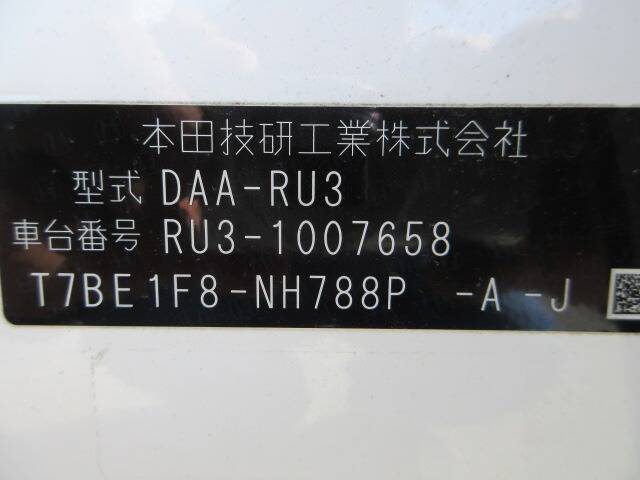 本田技研工業株式会社
型式 DAA-RU3
車台番号 RU3-1007658
T7BE1F8-NH788P -A-J